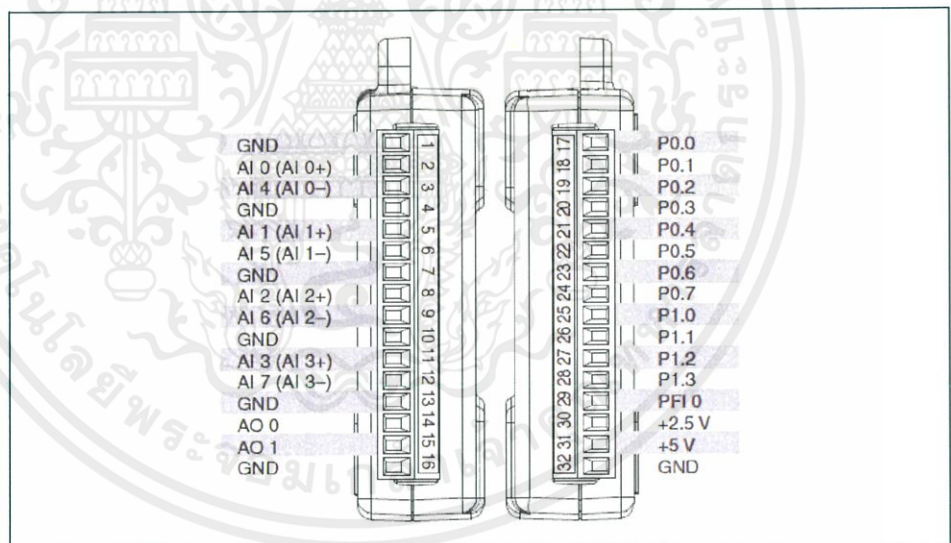 GND 1
AI 0 (AI 0+) 2
AI 4 (AI 0–) 3
GND 4
AI 1 (AI 1+) 5
AI 5 (AI 1–) 6
GND 7
AI 2 (AI 2+) 8
AI 6 (AI 2–) 9
GND 10
AI 3 (AI 3+) 11
AI 7 (AI 3–) 12
GND 13
AO 0 14
AO 1 15
GND 16
17 P0.0
18 P0.1
19 P0.2
20 P0.3
21 P0.4
22 P0.5
23 P0.6
24 P0.7
25 P1.0
26 P1.1
27 P1.2
28 P1.3
29 PFI 0
30 +2.5 V
31 +5 V
32 GND